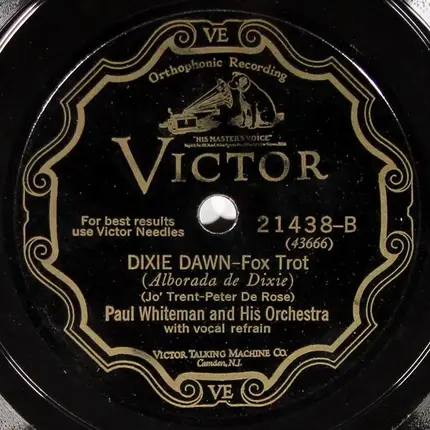 VE
Orthophonic Recording
"HIS MASTER'S VOICE"
VICTOR
For best results
use Victor Needles
21438-B
(43666)
DIXIE DAWN-Fox Trot
(Alborada de Dixie)
(Jo' Trent-Peter De Rose)
Paul Whiteman and His Orchestra
with vocal refrain
VICTOR TALKING MACHINE CO.
Camden, N.J.
VE